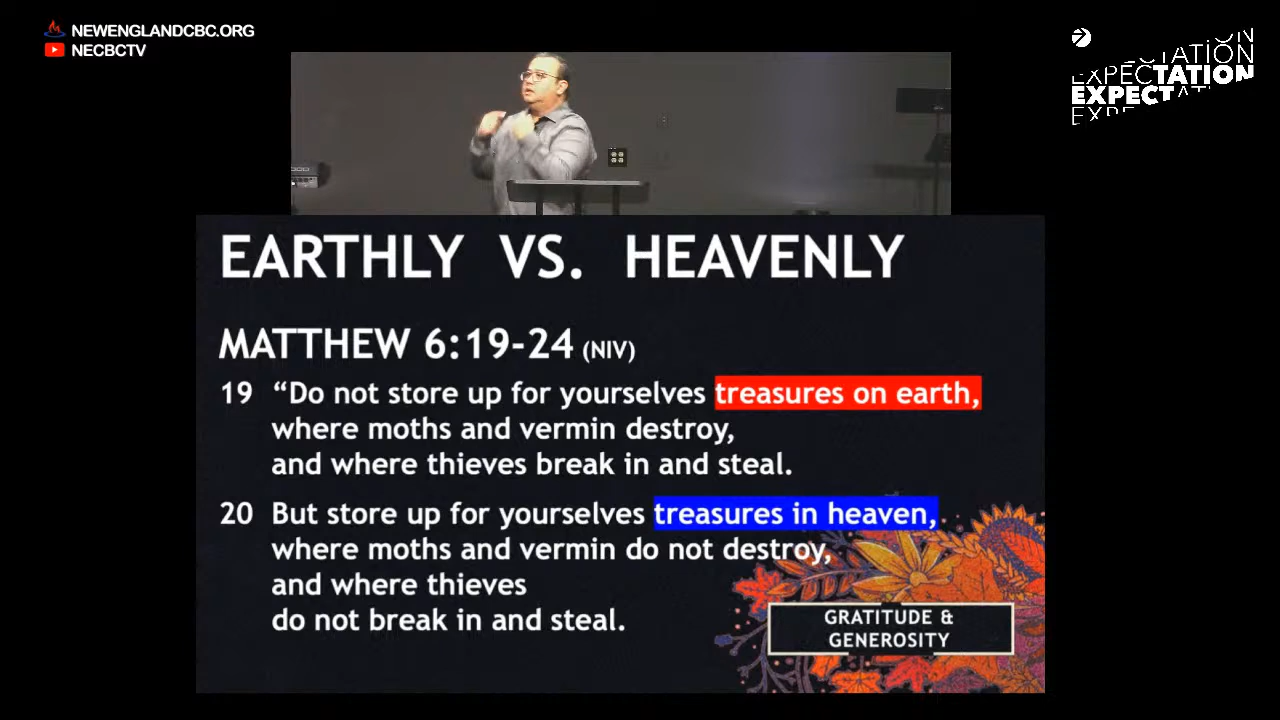 NEWENGLANDCBC.ORG
NECBCTV
EXPECTATION
EXPECTATION
EARTHLY VS. HEAVENLY
MATTHEW 6:19-24 (NIV)
19 “Do not store up for yourselves treasures on earth,
where moths and vermin destroy,
and where thieves break in and steal.
20 But store up for yourselves treasures in heaven,
where moths and vermin do not destroy,
and where thieves
do not break in and steal.
GRATITUDE &
GENEROSITY